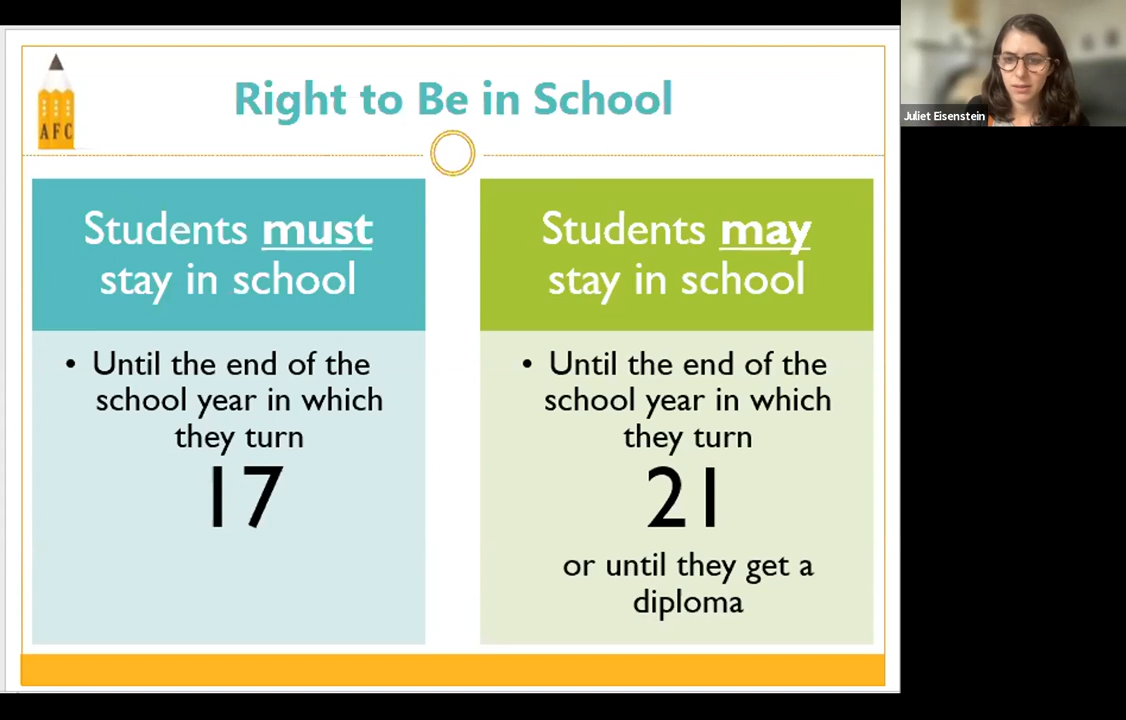 Right to Be in School
AFC
Juliet Eisenstein
Students must
stay in school
• Until the end of the
school year in which
they turn
17
Students may
stay in school
• Until the end of the
school year in which
they turn
21
or until they get a
diploma